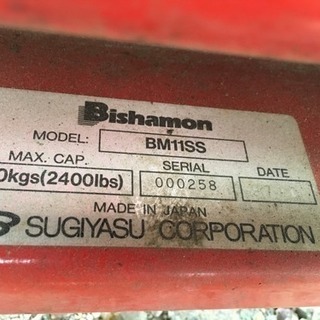 Bishamon
MODEL: BM11SS
MAX. CAP. SERIAL DATE
0kgs(2400lbs) 000258
MADE IN JAPAN
SUGIYASU CORPORATION